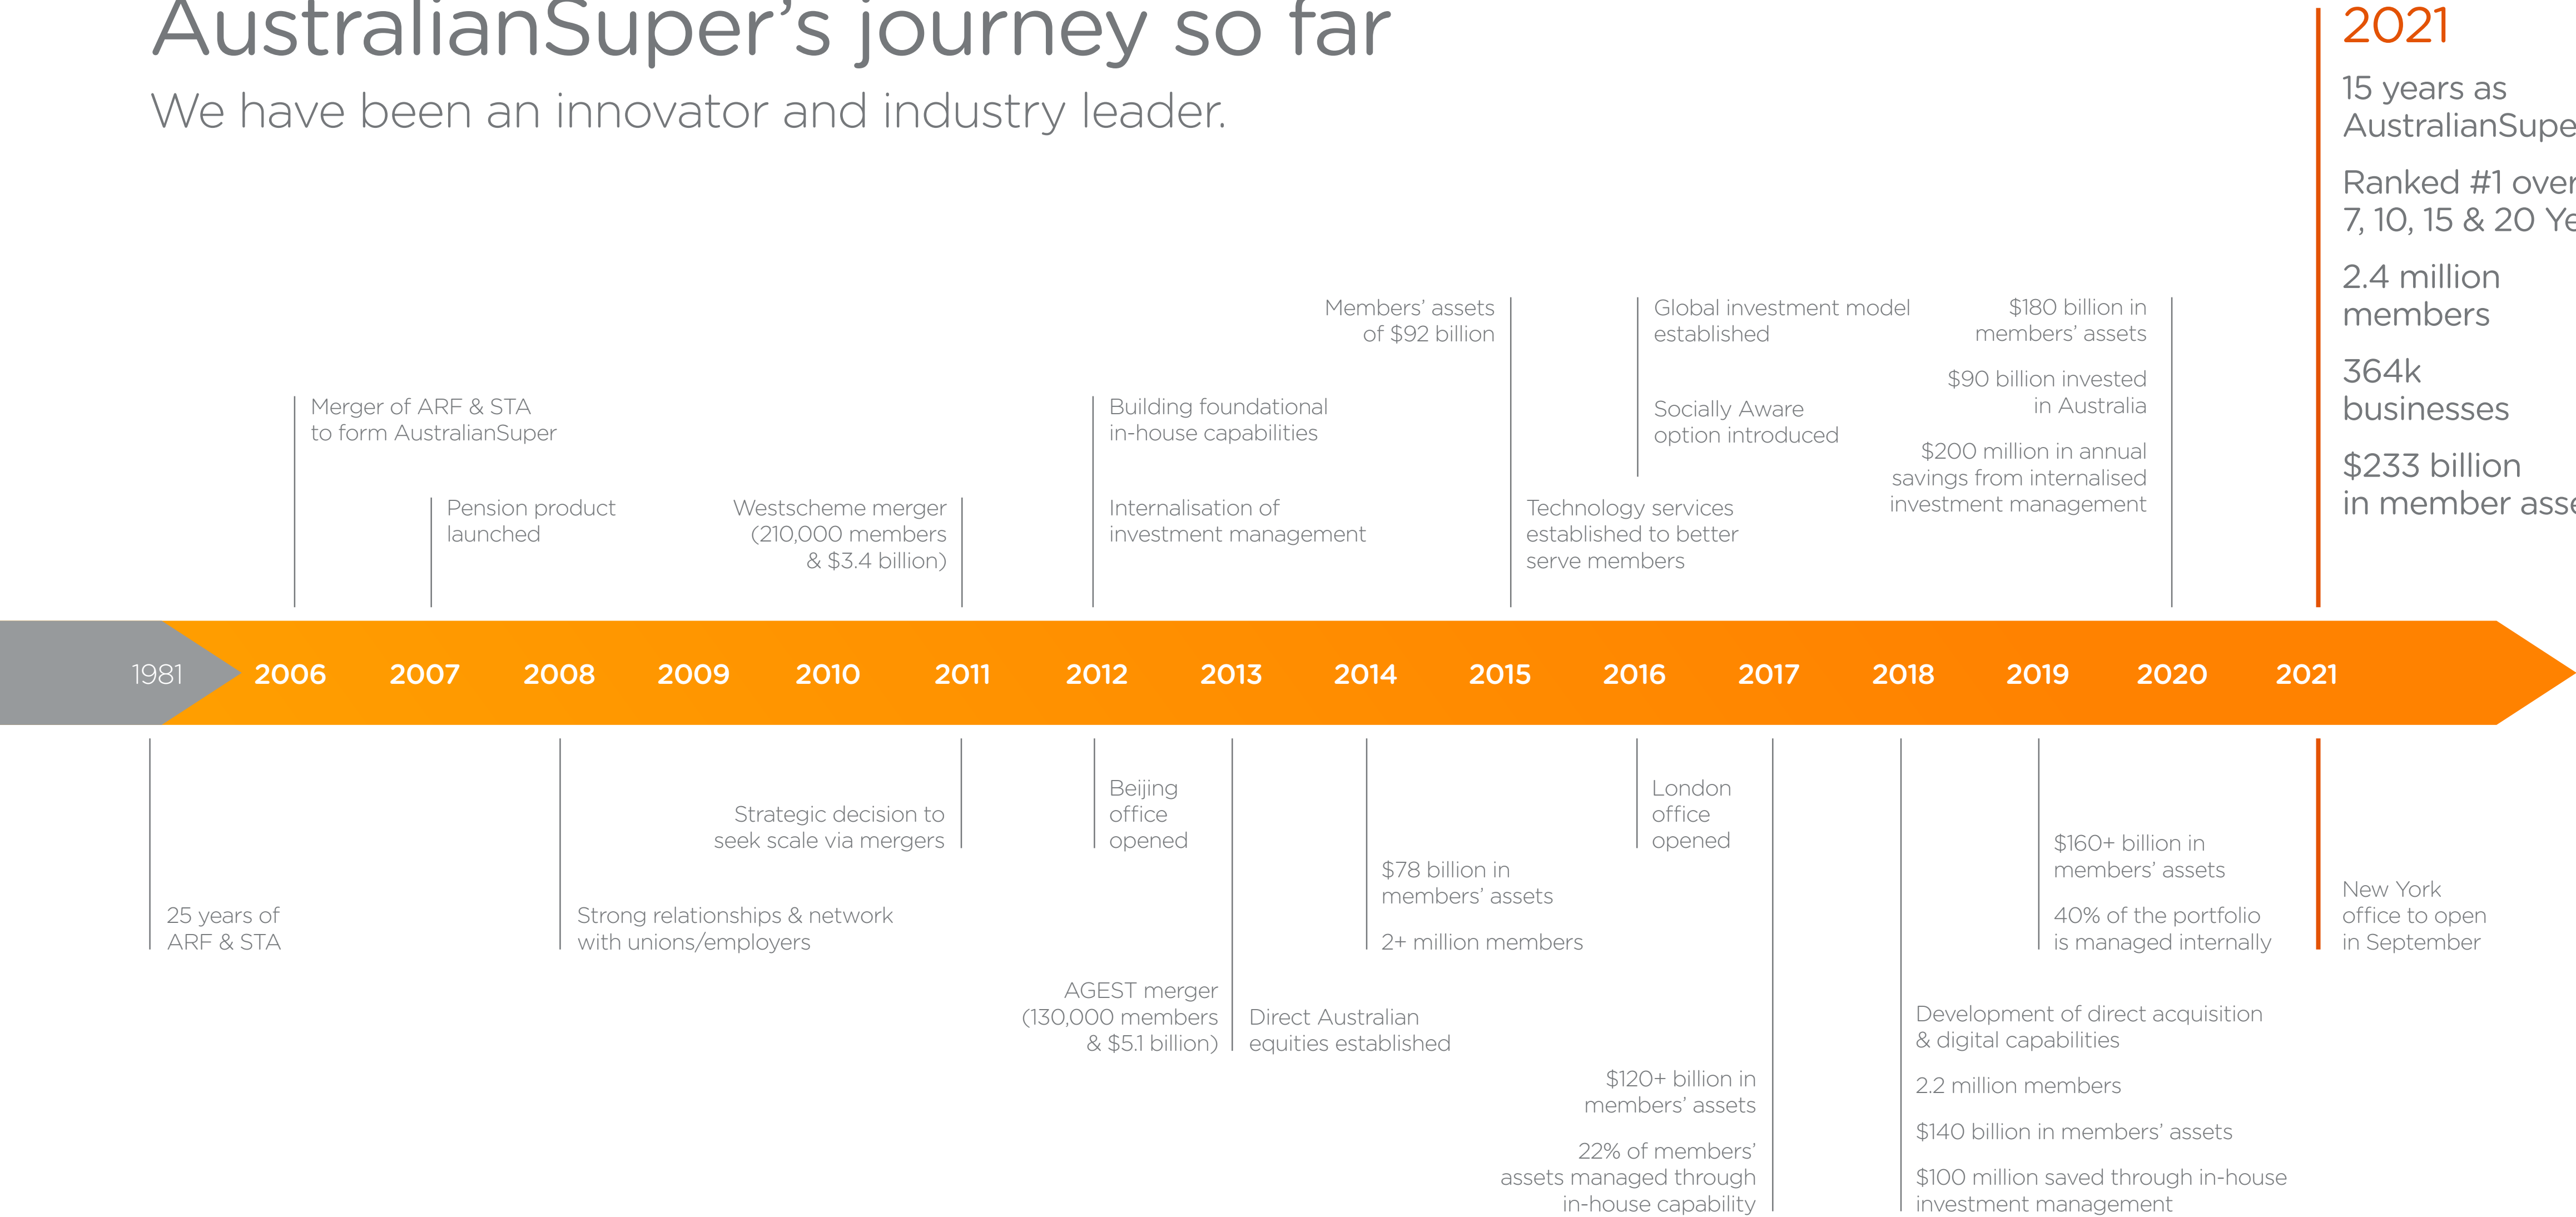 AustralianSuper’s journey so far
We have been an innovator and industry leader.
2021
15 years as
AustralianSupe
Ranked #1 over
7, 10, 15 & 20 Ye
2.4 million
members
364k
businesses
$233 billion
in member asse
Merger of ARF & STA
to form AustralianSuper
Pension product
launched
Westscheme merger
(210,000 members
& $3.4 billion)
Building foundational
in-house capabilities
Internalisation of
investment management
Members’ assets
of $92 billion
Technology services
established to better
serve members
Global investment model
established
Socially Aware
option introduced
$180 billion in
members’ assets
$90 billion invested
in Australia
$200 million in annual
savings from internalised
investment management
1981 2006 2007 2008 2009 2010 2011 2012 2013 2014 2015 2016 2017 2018 2019 2020 2021
25 years of
ARF & STA
Strong relationships & network
with unions/employers
Strategic decision to
seek scale via mergers
Beijing
office
opened
AGEST merger
(130,000 members
& $5.1 billion)
Direct Australian
equities established
$78 billion in
members’ assets
2+ million members
London
office
opened
$120+ billion in
members’ assets
22% of members’
assets managed through
in-house capability
Development of direct acquisition
& digital capabilities
2.2 million members
$140 billion in members’ assets
$100 million saved through in-house
investment management
$160+ billion in
members’ assets
40% of the portfolio
is managed internally
New York
office to open
in September